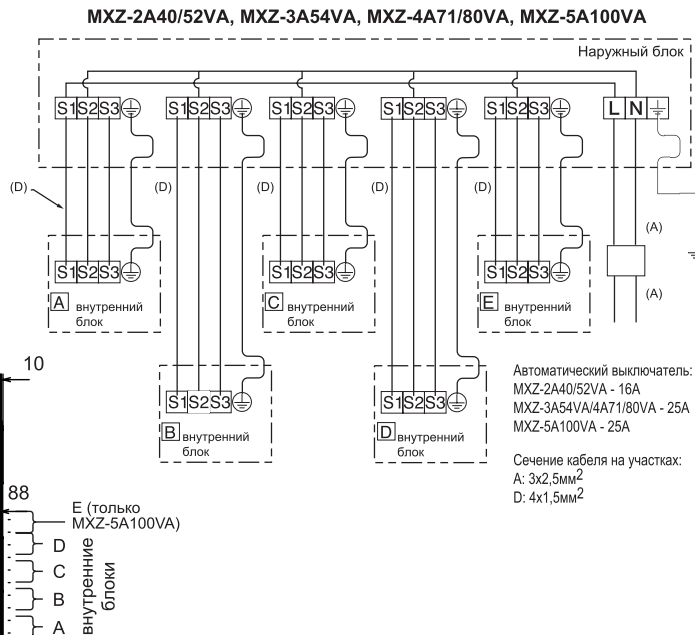 MXZ-2A40/52VA, MXZ-3A54VA, MXZ-4A71/80VA, MXZ-5A100VA
Наружный блок
S1 S2 S3 S1 S2 S3 S1 S2 S3 S1 S2 S3 S1 S2 S3 L N
(D) (D) (D) (D) (D)
(A)
S1 S2 S3 S1 S2 S3 S1 S2 S3
(A)
A внутренний
блок
C внутренний
блок
E внутренний
блок
S1 S2 S3 S1 S2 S3
B внутренний
блок
D внутренний
блок
Автоматический выключатель:
MXZ-2A40/52VA - 16A
MXZ-3A54VA/4A71/80VA - 25A
MXZ-5A100VA - 25A
Сечение кабеля на участках:
A: 3x2,5мм2
D: 4x1,5мм2
10
88
E (только
MXZ-5A100VA)
D
C
B
A
внутренние
блоки